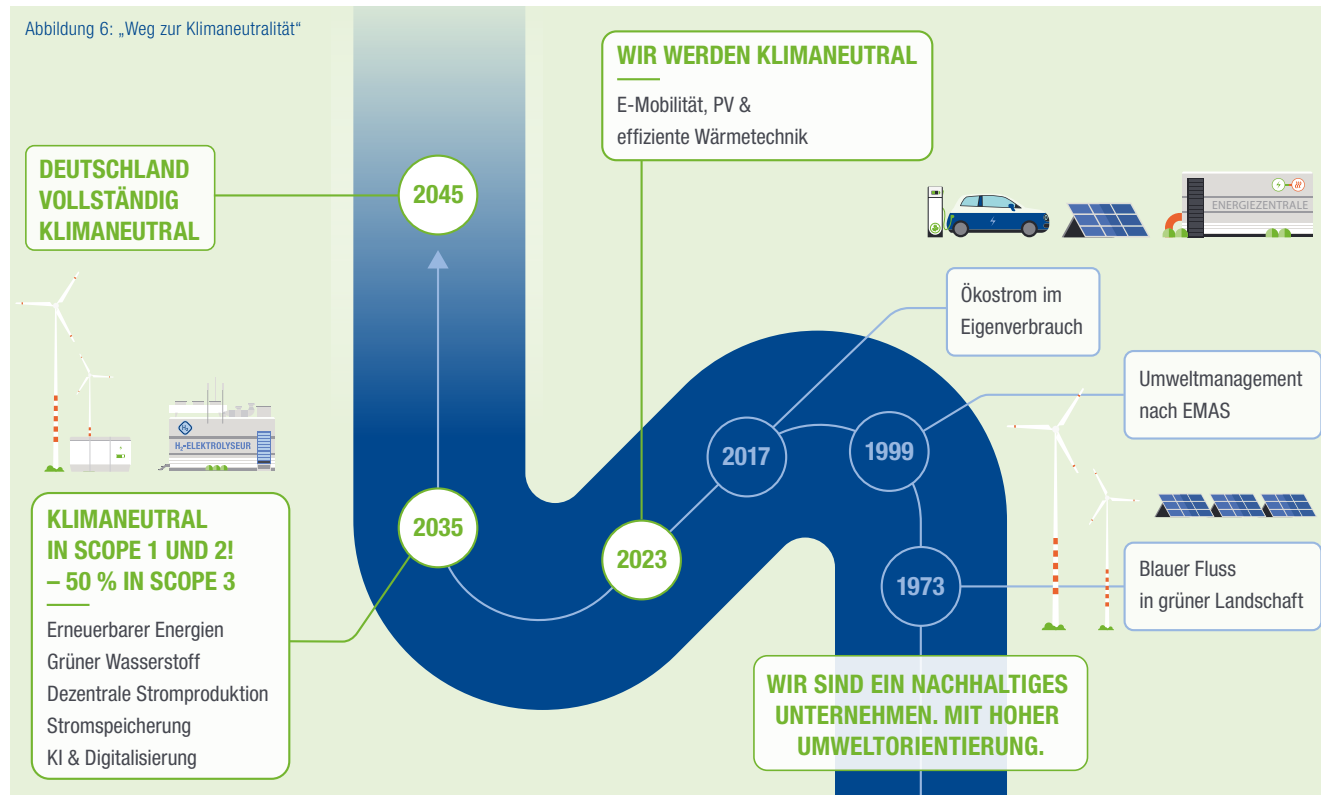 Abbildung 6: „Weg zur Klimaneutralität“
WIR WERDEN KLIMANEUTRAL
E-Mobilität, PV &
effiziente Wärmetechnik
DEUTSCHLAND
VOLLSTÄNDIG
KLIMANEUTRAL
2045
ENERGIEZENTRALE
Ökostrom im
Eigenverbrauch
Umweltmanagement
nach EMAS
H₂
H₂-ELEKTROLYSEUR
2017
1999
KLIMANEUTRAL
IN SCOPE 1 UND 2!
– 50 % IN SCOPE 3
Erneuerbarer Energien
Grüner Wasserstoff
Dezentrale Stromproduktion
Stromspeicherung
KI & Digitalisierung
2035
2023
1973
Blauer Fluss
in grüner Landschaft
WIR SIND EIN NACHHALTIGES
UNTERNEHMEN. MIT HOHER
UMWELTORIENTIERUNG.